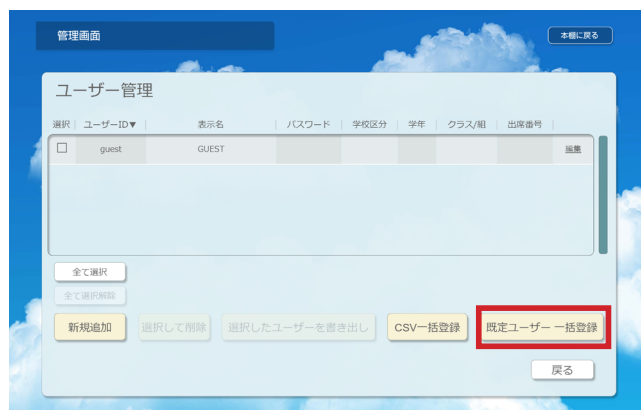 管理画面
本棚に戻る
ユーザー管理
選択 ユーザーID▼ 表示名 パスワード 学校区分 学年 クラス/組 出席番号
guest GUEST 編集
全て選択
全て選択解除
新規追加 選択して削除 選択したユーザーを書き出し CSV一括登録 既定ユーザー 一括登録
戻る